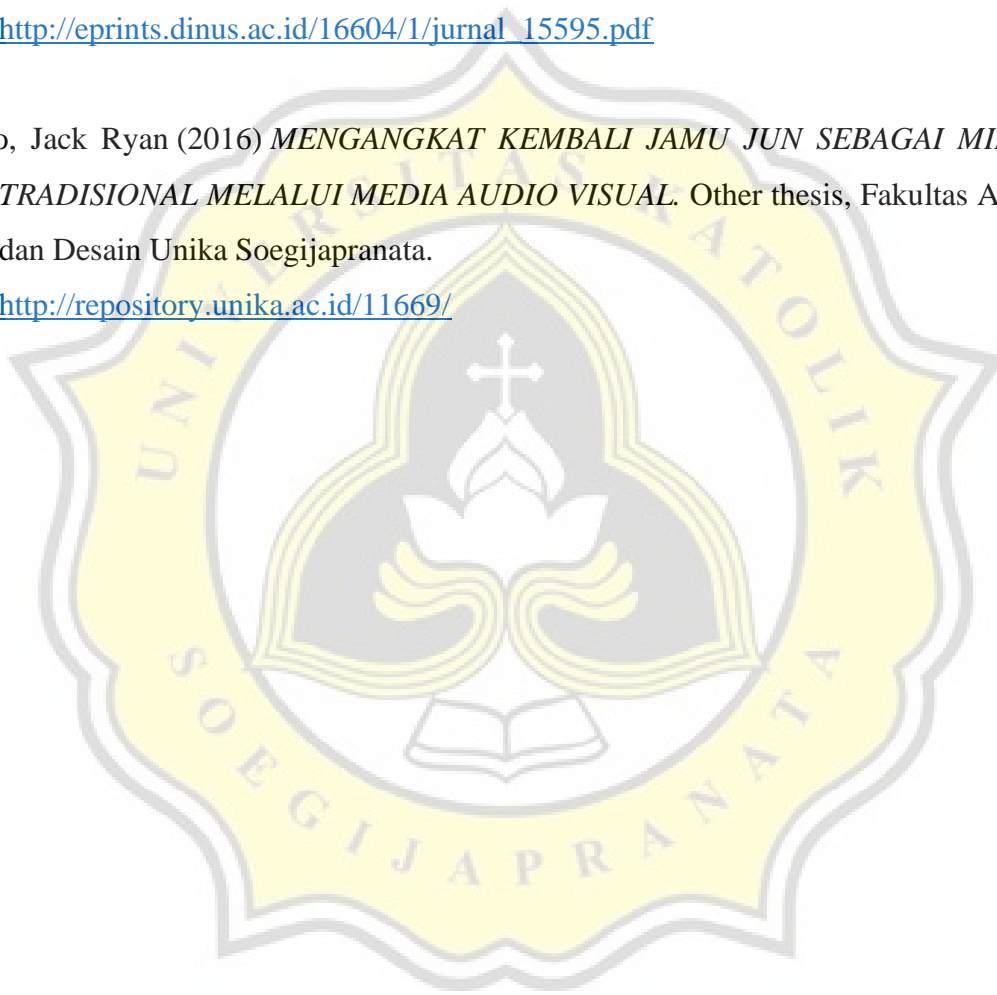 http://eprints.dinus.ac.id/16604/1/jurnal_15595.pdf
o, Jack Ryan (2016) MENGANGKAT KEMBALI JAMU JUN SEBAGAI MI
TRADISIONAL MELALUI MEDIA AUDIO VISUAL. Other thesis, Fakultas A
dan Desain Unika Soegijapranata.
http://repository.unika.ac.id/11669/
UNIVERSITAS KATOLIK
SOEGIJAPRANATA